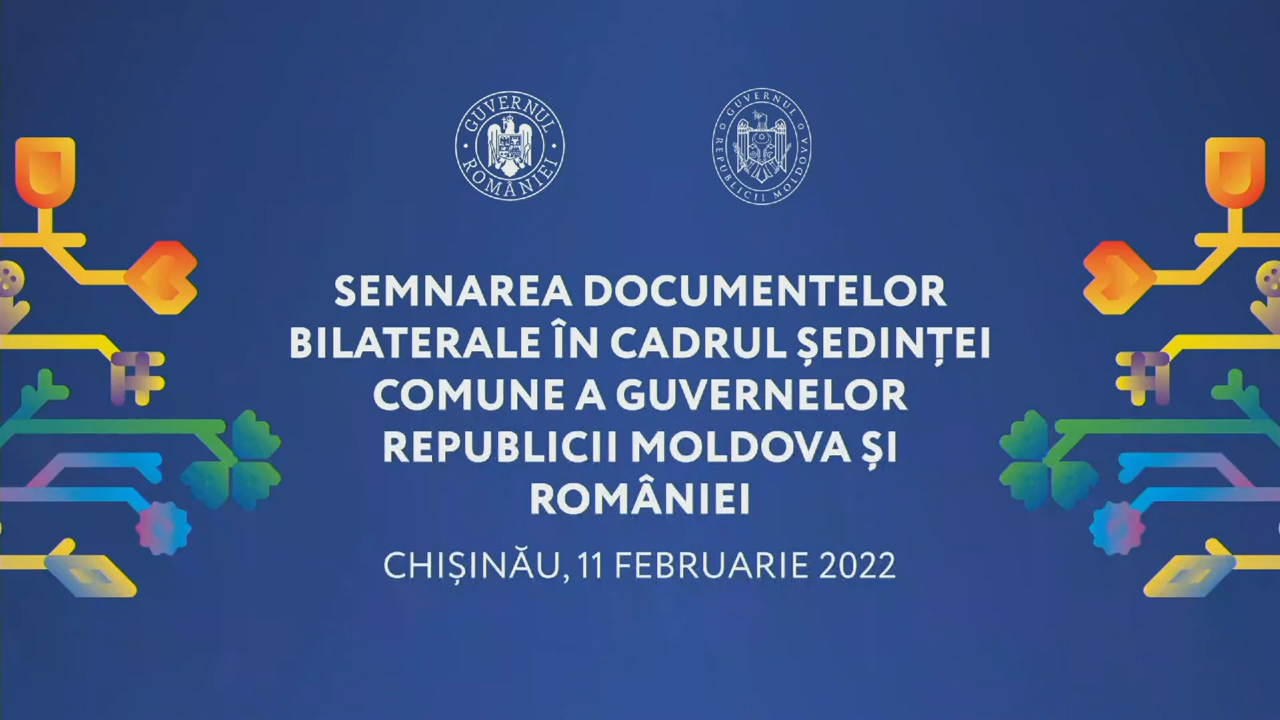 GUVERNUL ROMÂNIEI
GUVERNUL REPUBLICII MOLDOVA
SEMNAREA DOCUMENTELOR
BILATERALE ÎN CADRUL ȘEDINȚEI
COMUNE A GUVERNELOR
REPUBLICII MOLDOVA ȘI
ROMÂNIEI
CHIȘINĂU, 11 FEBRUARIE 2022